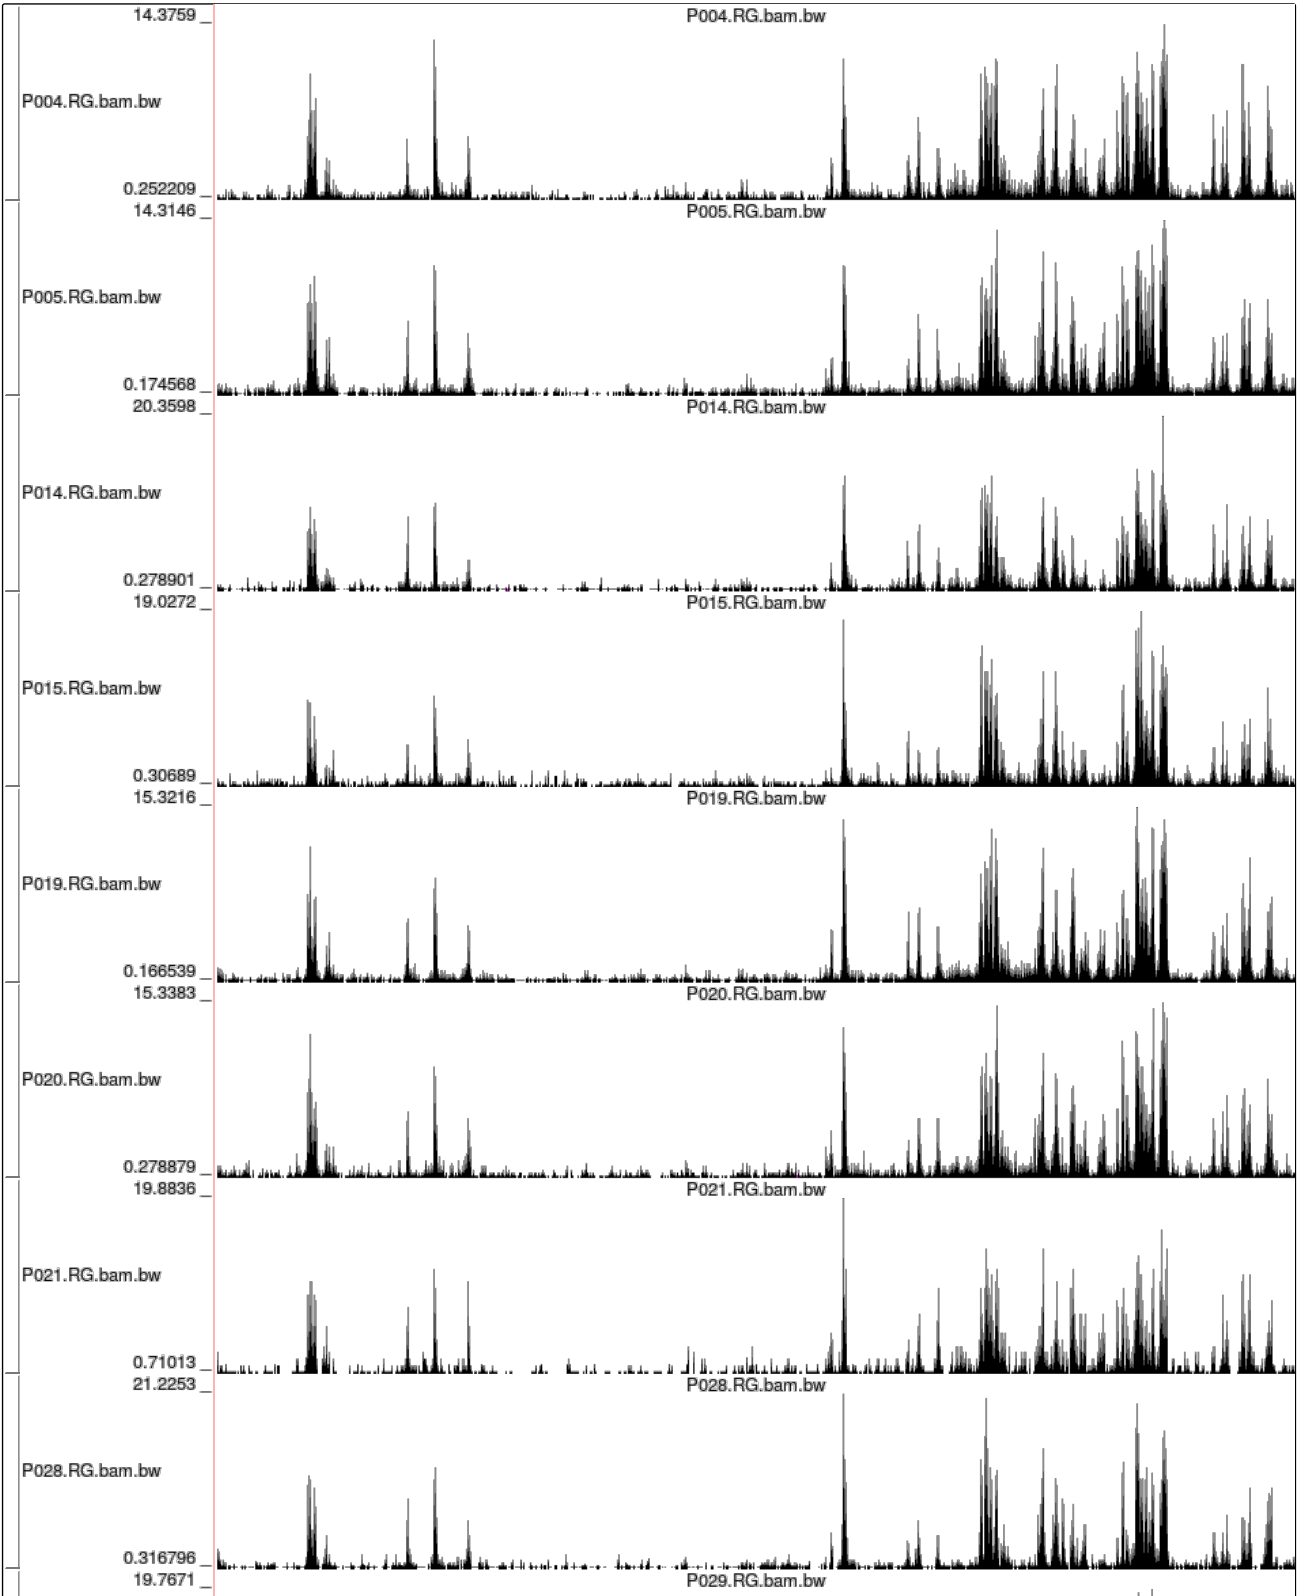 14.3759 _ P004.RG.bam.bw
P004.RG.bam.bw
0.252209 _
14.3146 _ P005.RG.bam.bw
P005.RG.bam.bw
0.174568 _
20.3598 _ P014.RG.bam.bw
P014.RG.bam.bw
0.278901 _
19.0272 _ P015.RG.bam.bw
P015.RG.bam.bw
0.30689 _
15.3216 _ P019.RG.bam.bw
P019.RG.bam.bw
0.166539 _
15.3383 _ P020.RG.bam.bw
P020.RG.bam.bw
0.278879 _
19.8836 _ P021.RG.bam.bw
P021.RG.bam.bw
0.71013 _
21.2253 _ P028.RG.bam.bw
P028.RG.bam.bw
0.316796 _
19.7671 _ P029.RG.bam.bw